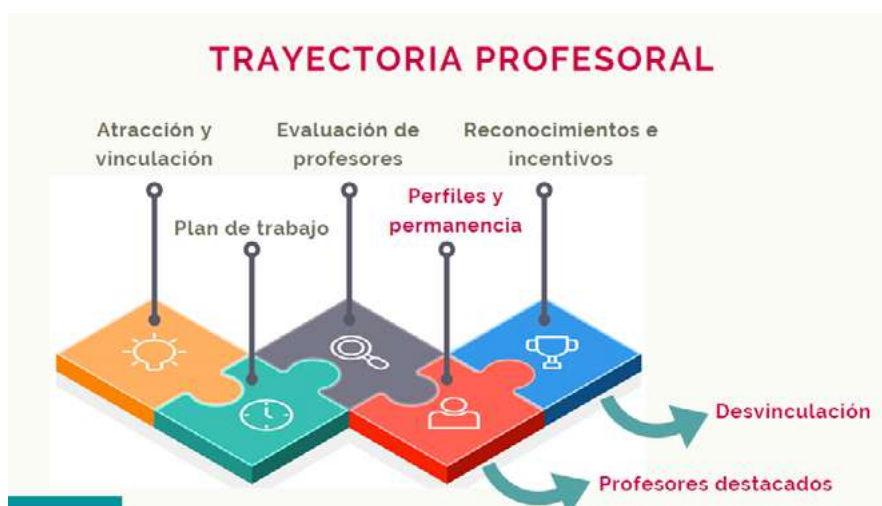 TRAYECTORIA PROFESORAL
Atracción y
vinculación
Evaluación de
profesores
Reconocimientos e
incentivos
Plan de trabajo
Perfiles y
permanencia
Desvinculación
Profesores destacados